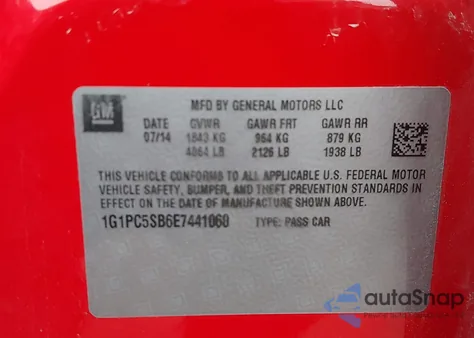 GM
MFD BY GENERAL MOTORS LLC
DATE GVWR GAWR FRT GAWR RR
07/14 1843 KG 964 KG 879 KG
4064 LB 2126 LB 1938 LB
THIS VEHICLE CONFORMS TO ALL APPLICABLE U.S. FEDERAL MOTOR
VEHICLE SAFETY, BUMPER, AND THEFT PREVENTION STANDARDS IN
EFFECT ON THE DATE OF MANUFACTURE SHOWN ABOVE.
1G1PC5SB6E7441060 TYPE: PASS CAR
autoSnap